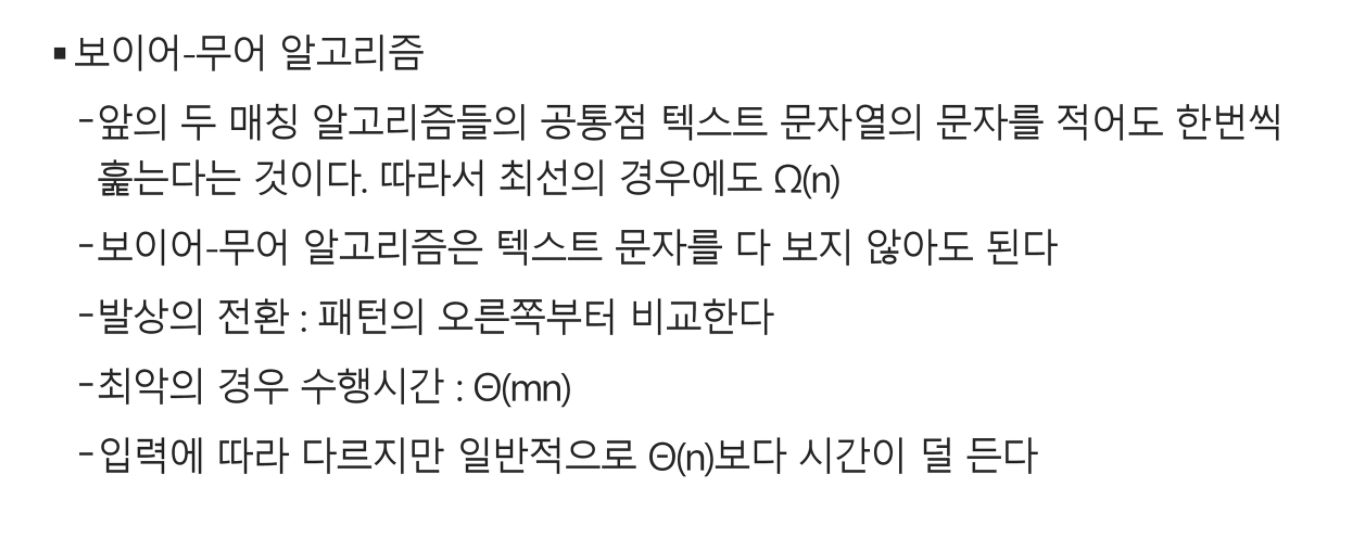 ▪ 보이어-무어 알고리즘
-앞의 두 매칭 알고리즘들의 공통점 텍스트 문자열의 문자를 적어도 한번씩
훑는다는 것이다. 따라서 최선의 경우에도 Ω(n)
-보이어-무어 알고리즘은 텍스트 문자를 다 보지 않아도 된다
-발상의 전환 : 패턴의 오른쪽부터 비교한다
-최악의 경우 수행시간 : Θ(mn)
-입력에 따라 다르지만 일반적으로 Θ(n)보다 시간이 덜 든다